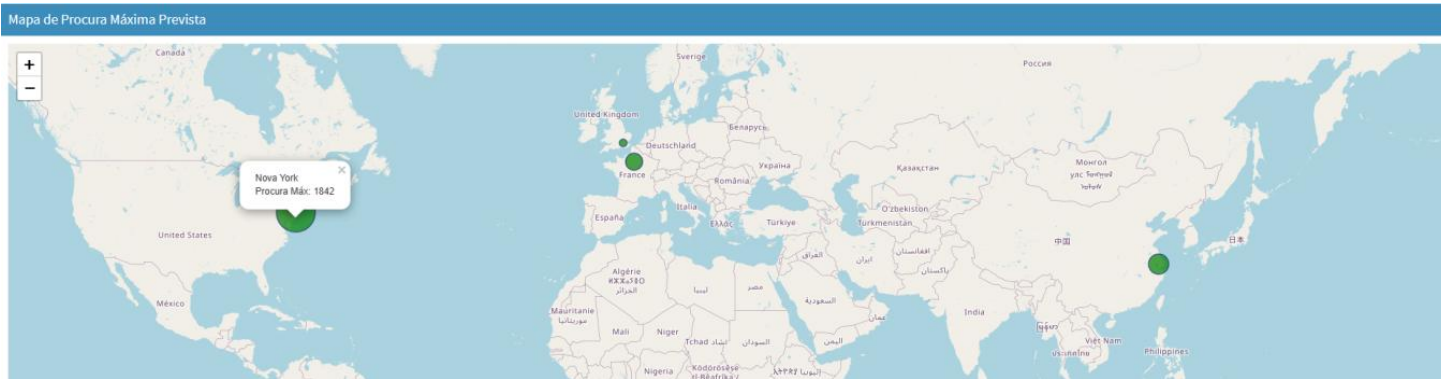 Mapa de Procura Máxima Prevista
+
−
Canada
Sverige
Россия
United Kingdom
Беларусь
Deutschland
Nova York
×
Procura Máx: 1842
France
Україна
România
Қазақстан
Монгол
улс
Italia
España
Ελλάς
Türkiye
O'zbekiston
Türkmenistan
United States
中国
日本
العراق
ایران
افغانستان
پاکستان
Algérie
الجزائر
ليبيا
مصر
السعودية
México
Mauritanie
موريتانيا
عمان
India
Mali
Niger
Tchad تشاد
السودان
اليمن
Việt Nam
Philippines
Nigeria
Ködörösêse